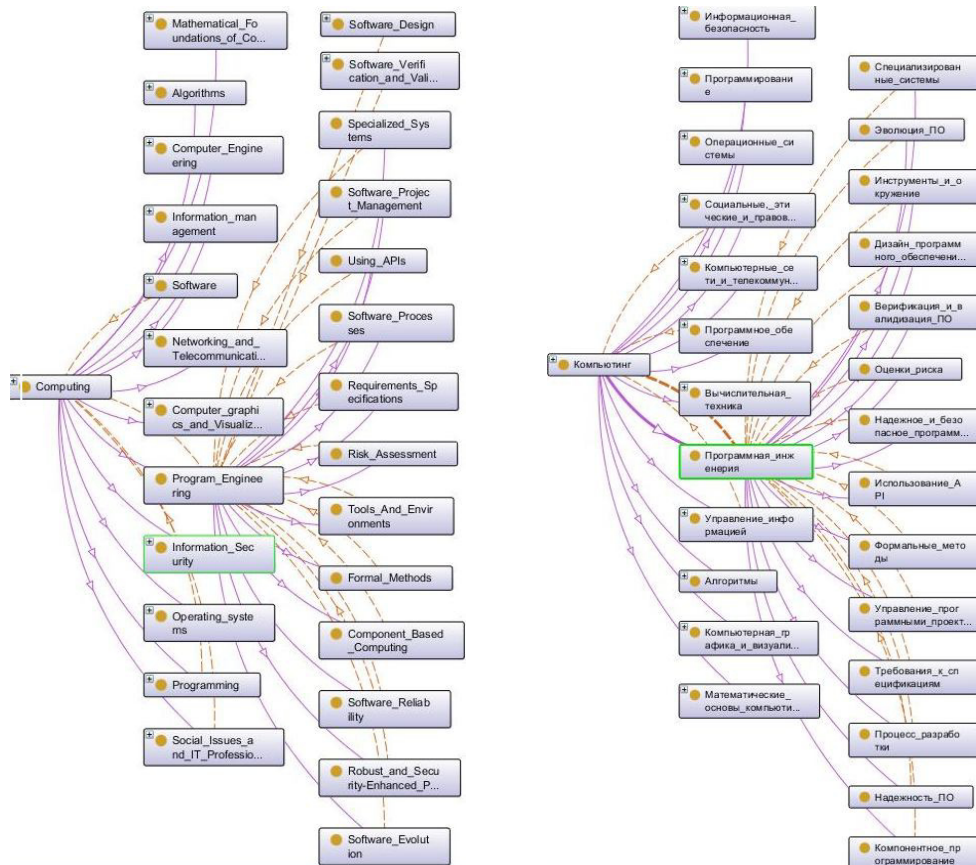 Mathematical_Fo
undations_of_Co...
Algorithms
Computer_Engine
ering
Information_man
agement
Software
Networking_and_
Telecommunicati...
Computing
Computer_graphi
cs_and_Visualiz...
Program_Enginee
ring
Information_Sec
urity
Operating_syste
ms
Programming
Social_Issues_a
nd_IT_Professio...
Software_Design
Software_Verifi
cation_and_Vali...
Specialized_Sys
tems
Software_Projec
t_Management
Using_APIs
Software_Proces
ses
Requirements_Sp
ecifications
Risk_Assessment
Tools_And_Envir
onments
Formal_Methods
Component_Based
_Computing
Software_Reliab
ility
Robust_and_Secu
rity-Enhanced_P...
Software_Evolut
ion
Информационная_
безопасность
Программировани
е
Операционные_си
стемы
Социальные,_эти
ческие_и_правов...
Компьютерные_се
ти_и_телекоммун...
Программное_обе
спечение
Компьютинг
Вычислительная_
техника
Программная_инж
енерия
Управление_инфо
рмацией
Алгоритмы
Компьютерная_гр
афика_и_визуали...
Математические_
основы_компьюти...
Специализирован
ные_системы
Эволюция_ПО
Инструменты_и_о
кружение
Дизайн_программ
ного_обеспечени...
Верификация_и_в
алидизация_ПО
Оценки_риска
Надежное_и_безо
пасное_программ...
Использование_A
PI
Формальные_мето
ды
Управление_прог
раммными_проект...
Требования_к_сп
ецификациям
Процесс_разрабо
тки
Надежность_ПО
Компонентное_пр
ограммирование